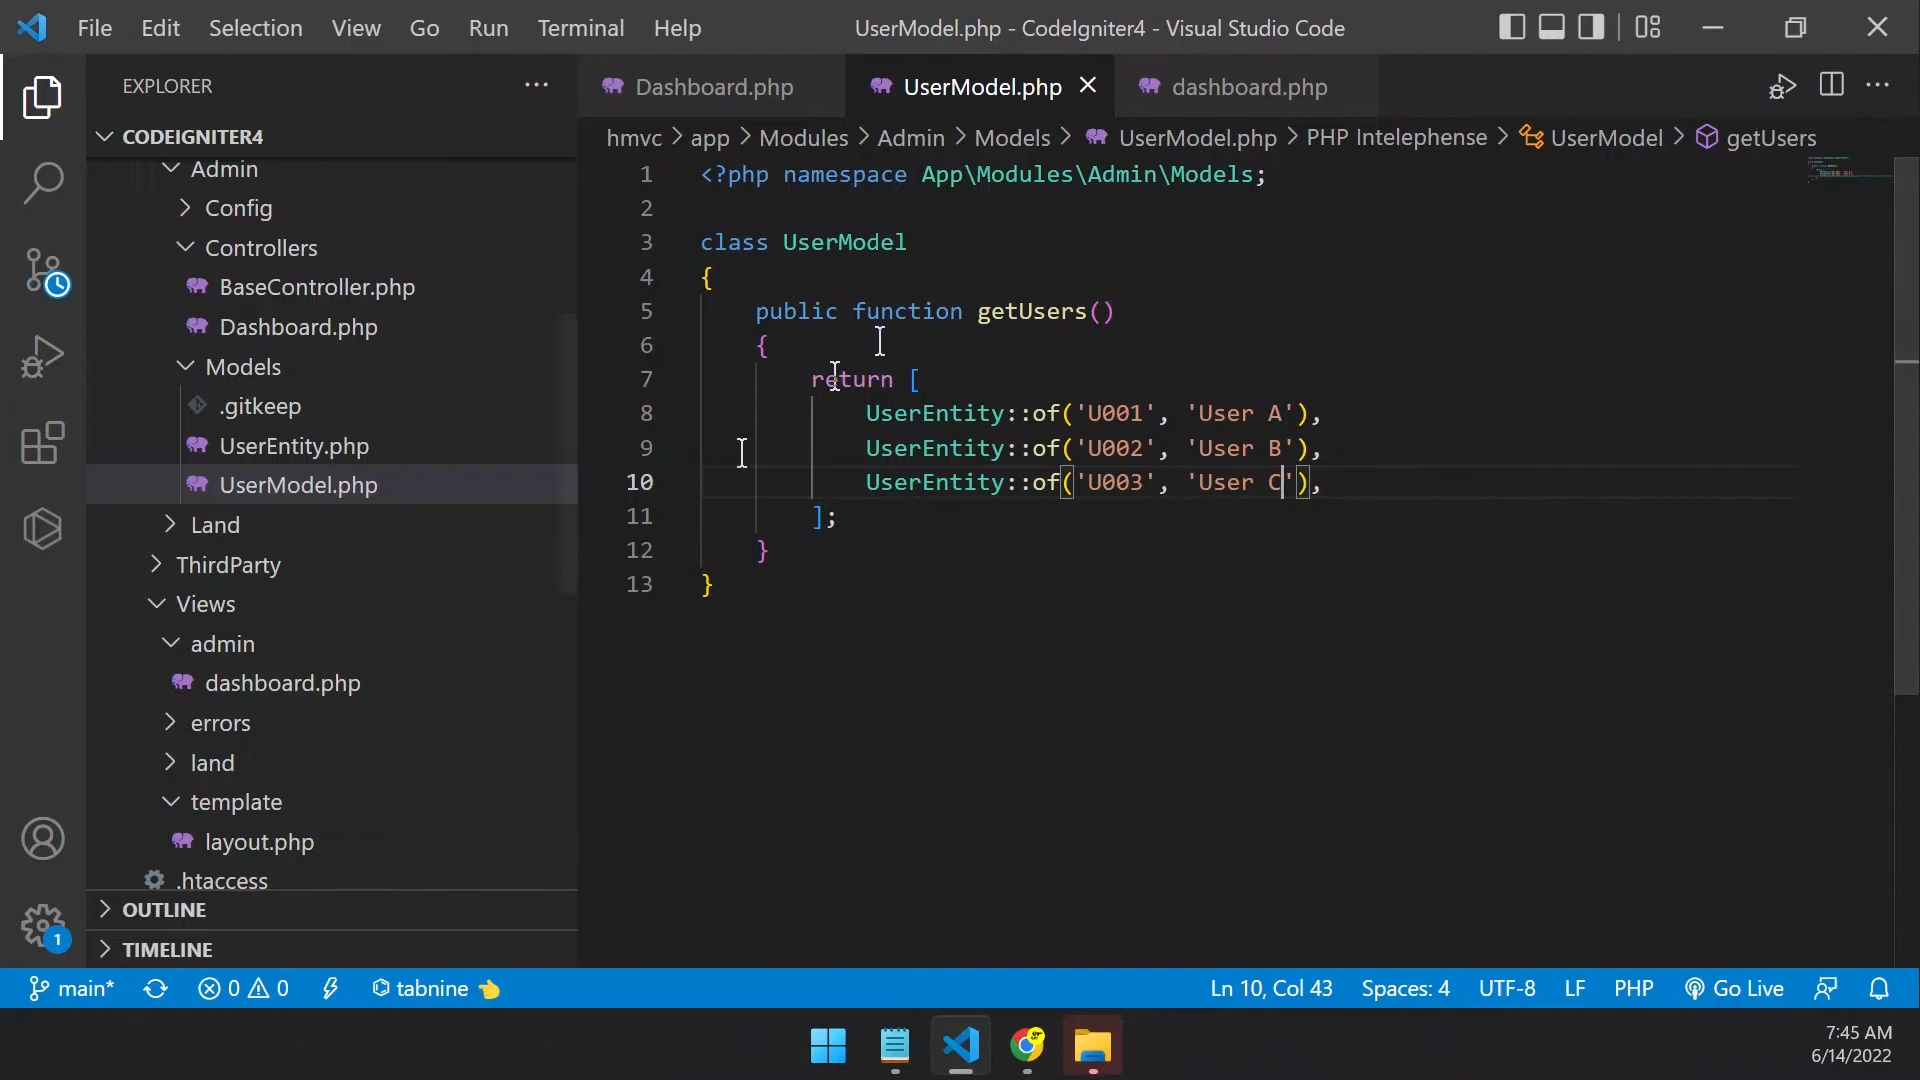 File Edit Selection View Go Run Terminal Help
UserModel.php - CodeIgniter4 - Visual Studio Code
EXPLORER
CODEIGNITER4
Admin
Config
Controllers
BaseController.php
Dashboard.php
Models
.gitkeep
UserEntity.php
UserModel.php
Land
ThirdParty
Views
admin
dashboard.php
errors
land
template
layout.php
.htaccess
OUTLINE
TIMELINE
Dashboard.php UserModel.php dashboard.php
hmvc > app > Modules > Admin > Models > UserModel.php > PHP Intelephense > UserModel > getUsers
1 <?php namespace App\Modules\Admin\Models;
2
3 class UserModel
4 {
5 public function getUsers()
6 {
7 return [
8 UserEntity::of('U001', 'User A'),
9 UserEntity::of('U002', 'User B'),
10 UserEntity::of('U003', 'User C'),
11 ];
12 }
13 }
1
main* 0 0 tabnine Ln 10, Col 43 Spaces: 4 UTF-8 LF PHP Go Live
7:45 AM
6/14/2022